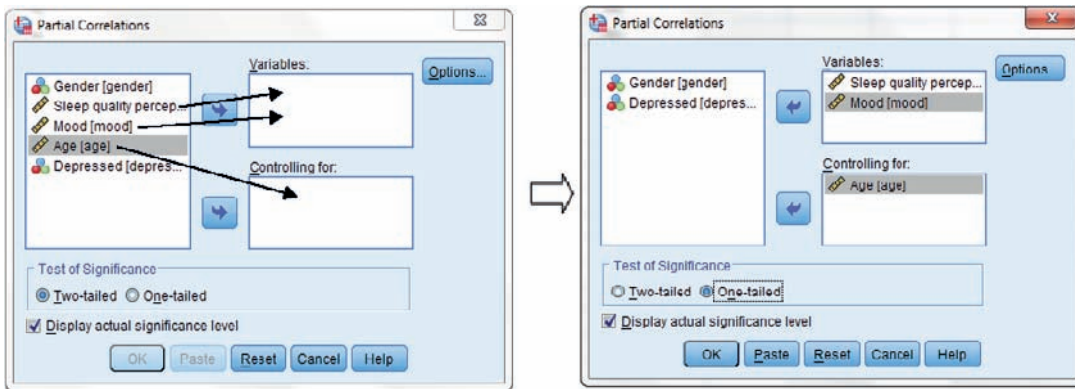 Partial Correlations
Variables:
Options...
Gender [gender]
Sleep quality percep...
Mood [mood]
Age [age]
Depressed [depres...
Controlling for:
Test of Significance
Two-tailed One-tailed
Display actual significance level
OK Paste Reset Cancel Help
Partial Correlations
Variables:
Options
Gender [gender]
Depressed [depres...
Sleep quality percep...
Mood [mood]
Controlling for:
Age [age]
Test of Significance
Two-tailed One-tailed
Display actual significance level
OK Paste Reset Cancel Help